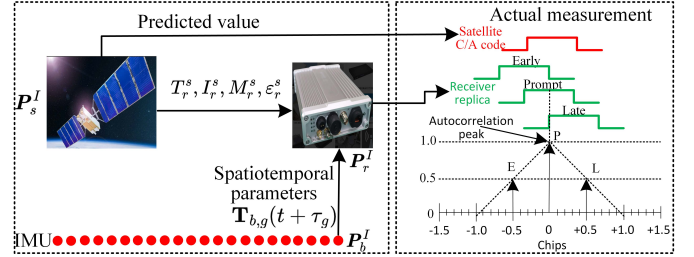 Predicted value
P_s^I
T_r^s, I_r^s, M_r^s, ε_r^s
P_r^I
Spatiotemporal
parameters
T_{b,g}(t + τ_g)
IMU
P_b^I
Actual measurement
Satellite
C/A code
Early
Receiver
replica
Prompt
Late
Autocorrelation
peak
P
1.0
E
L
0.5
0
-1.5
-1.0
-0.5
0
+0.5
+1.0
-1.5
Chips